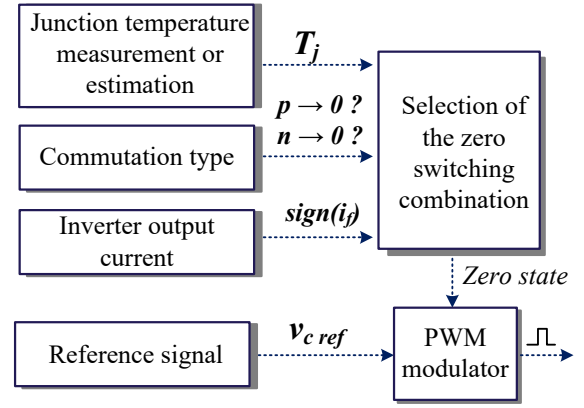 Junction temperature
measurement or
estimation
T_j
p → 0 ?
n → 0 ?
Commutation type
Selection of
the zero
switching
combination
Inverter output
current
sign(i_f)
Zero state
Reference signal
v_c ref
PWM
modulator